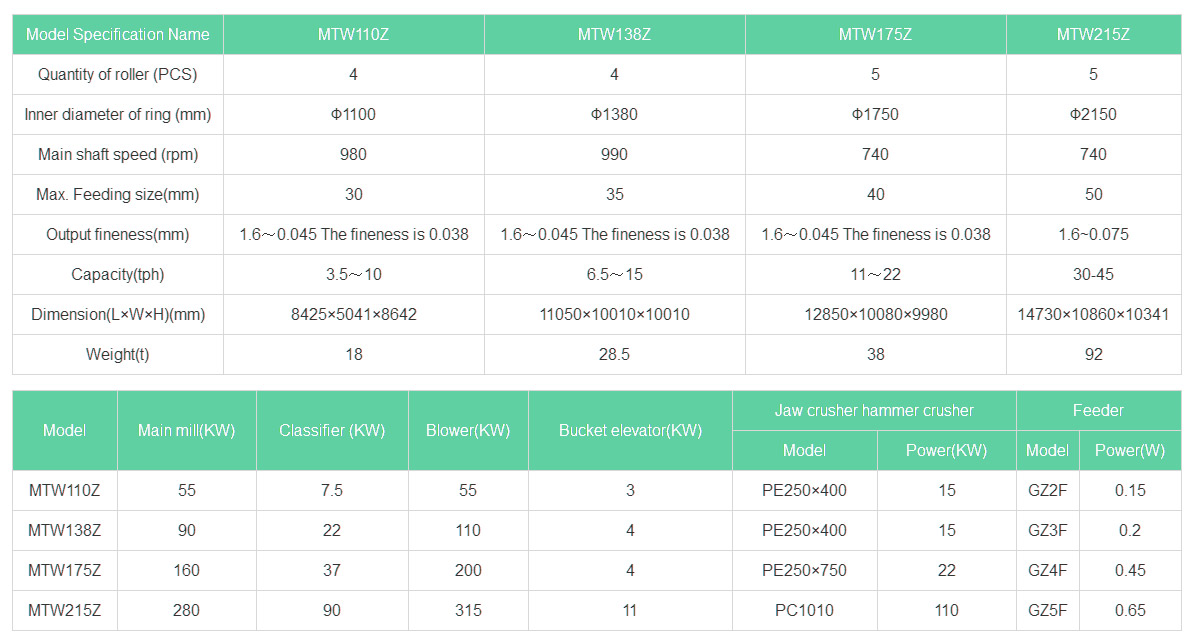 Model Specification Name MTW110Z MTW138Z MTW175Z MTW215Z
Quantity of roller (PCS) 4 4 5 5
Inner diameter of ring (mm) Φ1100 Φ1380 Φ1750 Φ2150
Main shaft speed (rpm) 980 990 740 740
Max. Feeding size(mm) 30 35 40 50
Output fineness(mm) 1.6～0.045 The fineness is 0.038 1.6～0.045 The fineness is 0.038 1.6～0.045 The fineness is 0.038 1.6~0.075
Capacity(tph) 3.5～10 6.5～15 11～22 30-45
Dimension(L×W×H)(mm) 8425×5041×8642 11050×10010×10010 12850×10080×9980 14730×10860×10341
Weight(t) 18 28.5 38 92
Model Main mill(KW) Classifier (KW) Blower(KW) Bucket elevator(KW) Jaw crusher hammer crusher Feeder
Model Power(KW) Model Power(W)
MTW110Z 55 7.5 55 3 PE250×400 15 GZ2F 0.15
MTW138Z 90 22 110 4 PE250×400 15 GZ3F 0.2
MTW175Z 160 37 200 4 PE250×750 22 GZ4F 0.45
MTW215Z 280 90 315 11 PC1010 110 GZ5F 0.65